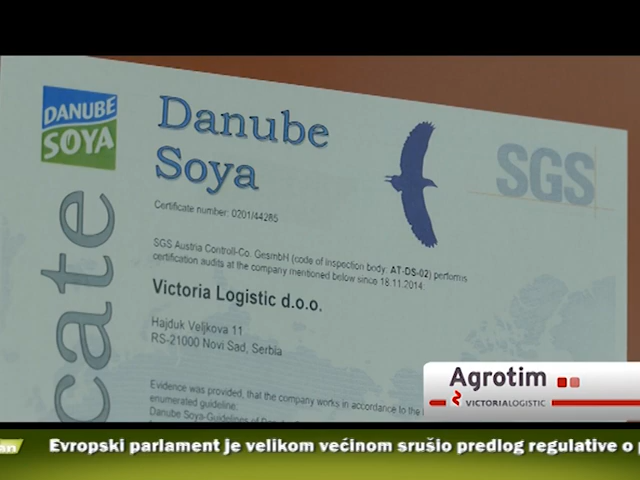 DANUBE
SOYA
Danube
Soya
SGS
Certificate number: 0201/44285
SGS Austria Controll-Co. GesmbH (code of inspection body: AT-DS-02) performs
certification audits at the company mentioned below since 18.11.2014
Victoria Logistic d.o.o.
Hajduk Veljkova 11
RS-21000 Novi Sad, Serbia
Evidence was provided, that the company works in accordance to the
enumerated guideline:
Danube Soya-Guidelines of
cate
Agrotim
VICTORIALOGISTIC
Evropski parlament je velikom većinom srušio predlog regulative o